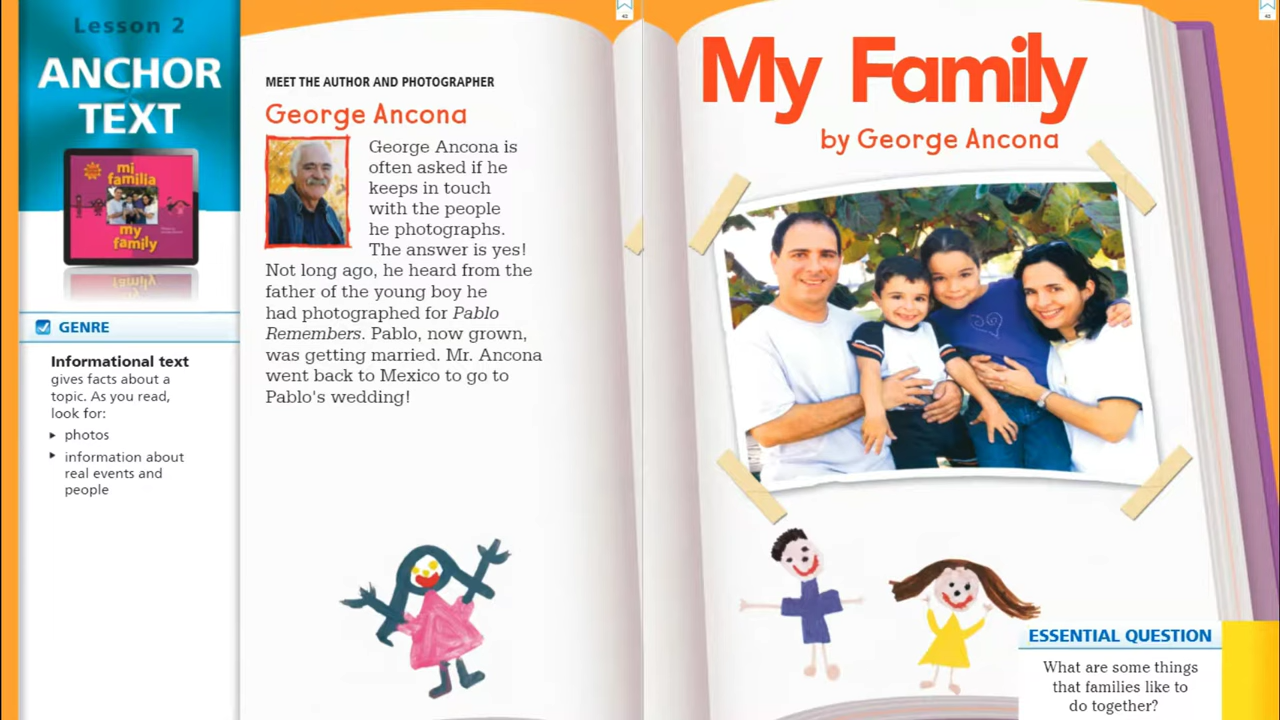 Lesson 2
ANCHOR
TEXT
mi
familia
my
family
GENRE
Informational text
gives facts about a
topic. As you read,
look for:
photos
information about
real events and
people
MEET THE AUTHOR AND PHOTOGRAPHER
George Ancona
George Ancona is
often asked if he
keeps in touch
with the people
he photographs.
The answer is yes!
Not long ago, he heard from the
father of the young boy he
had photographed for Pablo
Remembers. Pablo, now grown,
was getting married. Mr. Ancona
went back to Mexico to go to
Pablo's wedding!
My Family
by George Ancona
ESSENTIAL QUESTION
What are some things
that families like to
do together?